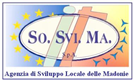 SO. SVI. MA.
S.p.A.
Agenzia di Sviluppo Locale delle Madonie